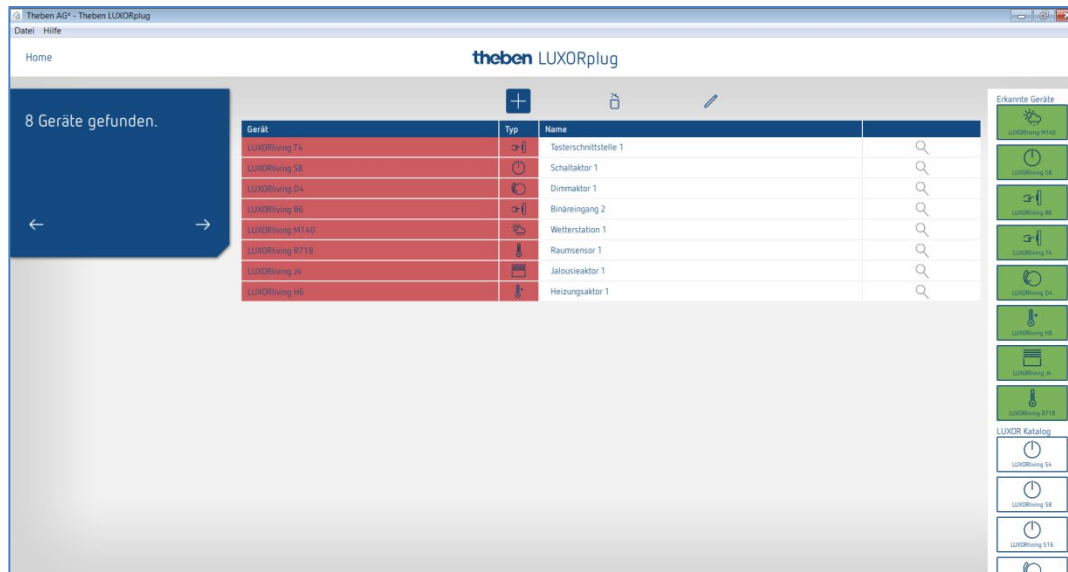 Theben AG* - Theben LUXORplug
Datei Hilfe
Home
theben LUXORplug
8 Geräte gefunden.
Gerät Typ Name
LUXORliving T4 Tasterschnittstelle 1
LUXORliving S8 Schaltaktor 1
LUXORliving D4 Dimmaktor 1
LUXORliving B6 Binäreingang 2
LUXORliving M140 Wetterstation 1
LUXORliving R718 Raumsensor 1
LUXORliving J4 Jalousieaktor 1
LUXORliving H6 Heizungsaktor 1
Erkannte Geräte
LUXORliving M140
LUXORliving S8
LUXORliving B6
LUXORliving T4
LUXORliving D4
LUXORliving H6
LUXORliving J4
LUXORliving R718
LUXOR Katalog
LUXORliving S4
LUXORliving S8
LUXORliving S16